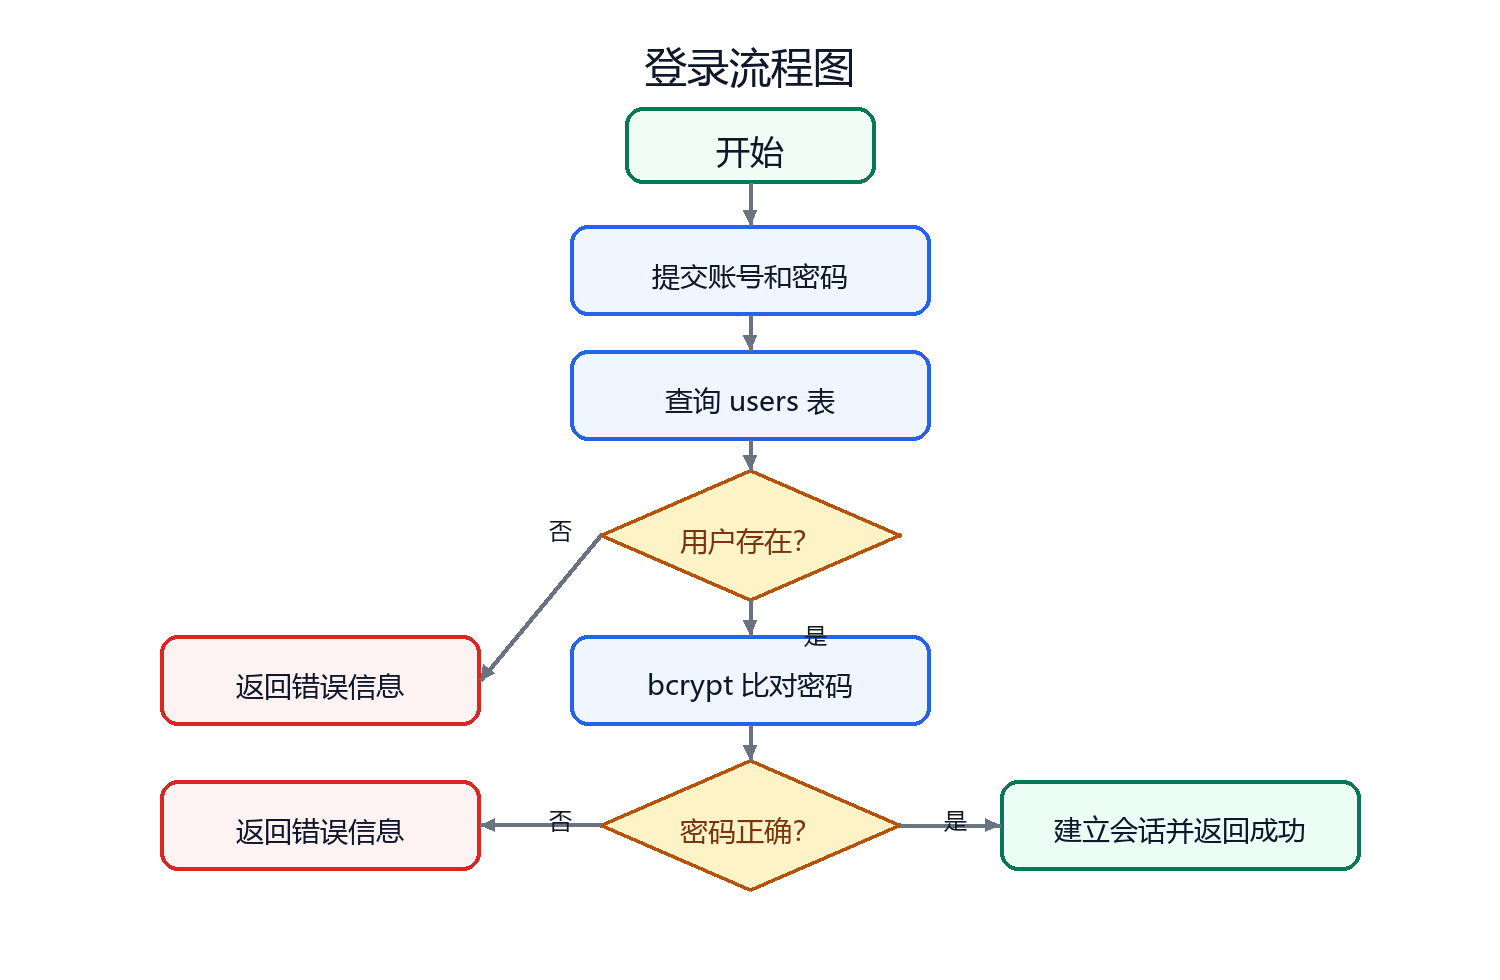 登录流程图
开始
提交账号和密码
查询 users 表
用户存在？
否
是
返回错误信息
bcrypt 比对密码
密码正确？
否
是
返回错误信息
建立会话并返回成功